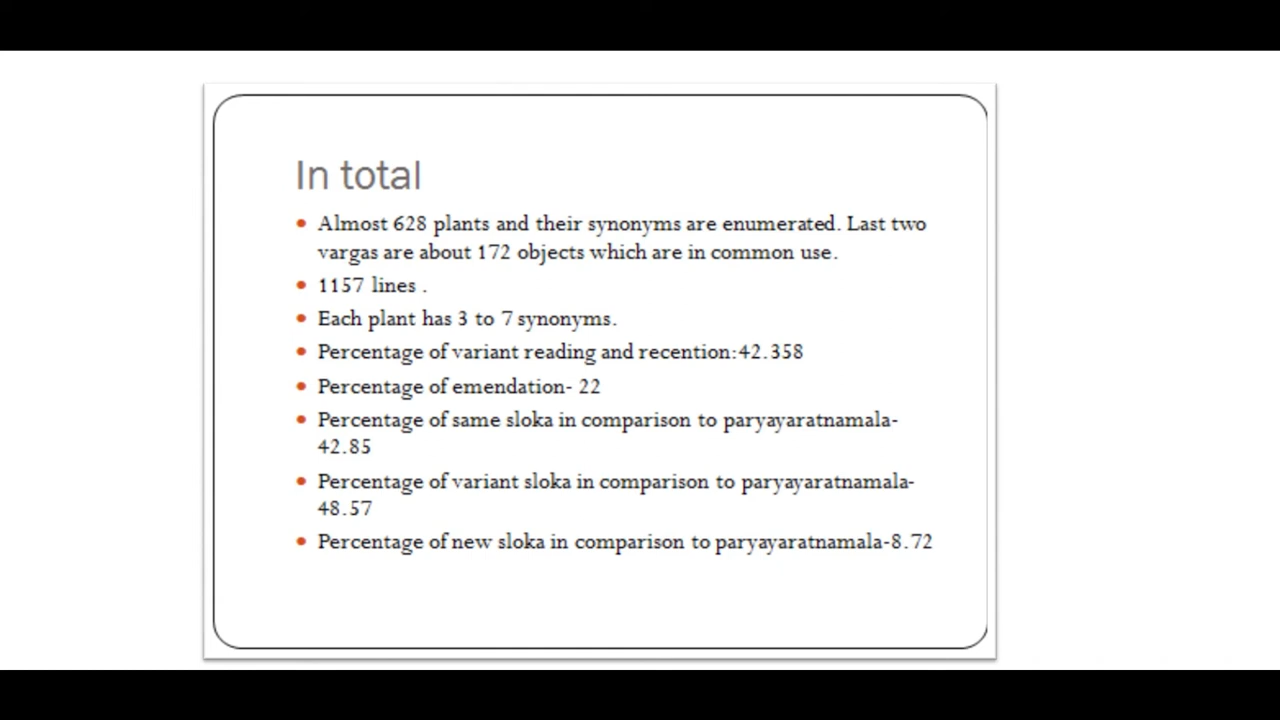 In total
Almost 628 plants and their synonyms are enumerated. Last two
vargas are about 172 objects which are in common use.
1157 lines .
Each plant has 3 to 7 synonyms.
Percentage of variant reading and recention:42.358
Percentage of emendation- 22
Percentage of same sloka in comparison to paryayaratnamala-
42.85
Percentage of variant sloka in comparison to paryayaratnamala-
48.57
Percentage of new sloka in comparison to paryayaratnamala-8.72